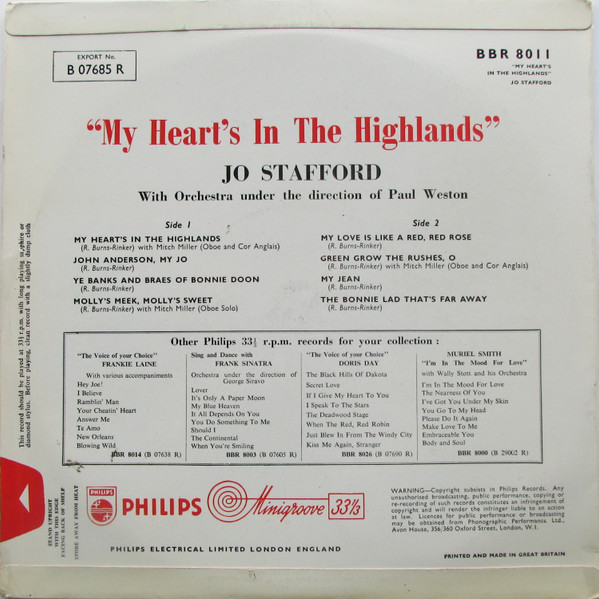 EXPORT No.
B 07685 R
BBR 8011
"MY HEART'S
IN THE HIGHLANDS"
JO STAFFORD
"My Heart's In The Highlands"
JO STAFFORD
With Orchestra under the direction of Paul Weston
Side 1
MY HEART'S IN THE HIGHLANDS
(R. Burns-Rinker) with Mitch Miller (Oboe and Cor Anglais)
JOHN ANDERSON, MY JO
(R. Burns-Rinker)
YE BANKS AND BRAES OF BONNIE DOON
(R. Burns-Rinker)
MOLLY'S MEEK, MOLLY'S SWEET
(R. Burns-Rinker) with Mitch Miller (Oboe Solo)
Side 2
MY LOVE IS LIKE A RED, RED ROSE
(R. Burns-Rinker)
GREEN GROW THE RUSHES, O
(R. Burns-Rinker) with Mitch Miller (Oboe and Cor Anglais)
MY JEAN
(R. Burns-Rinker)
THE BONNIE LAD THAT'S FAR AWAY
(R. Burns-Rinker)
This record should be played at 33⅓ r.p.m. with long playing sapphire or
diamond stylus. Before playing, clean record with a slightly damp cloth
Other Philips 33⅓ r.p.m. records for your collection :
"The Voice of your Choice"
FRANKIE LAINE
With various accompaniments
Hey Joe!
I Believe
Ramblin' Man
Your Cheatin' Heart
Answer Me
Te Amo
New Orleans
Blowing Wild
BBR 8014 (B 07638 R)
Sing and Dance with
FRANK SINATRA
Orchestra under the direction of
George Siravo
Lover
It's Only A Paper Moon
My Blue Heaven
It All Depends On You
You Do Something To Me
Should I
The Continental
When You're Smiling
BBR 8003 (B 07605 R)
"The Voice of your Choice"
DORIS DAY
The Black Hills Of Dakota
Secret Love
If I Give My Heart To You
I Speak To The Stars
The Deadwood Stage
When The Red, Red Robin
Just Blew In From The Windy City
Kiss Me Again, Stranger
BBR 8026 (B 07690 R)
MURIEL SMITH
"I'm In The Mood For Love"
with Wally Stott and his Orchestra
I'm In The Mood For Love
The Nearness Of You
I've Got You Under My Skin
You Go To My Head
Please Do It Again
Make Love To Me
Embraceable You
Body and Soul
BBR 8000 (B 29002 R)
STAND UPRIGHT
WITH THIS EDGE
FACING BACK OF SHELF
STORE AWAY FROM HEAT
PHILIPS
PHILIPS
Minigroove 33⅓
WARNING—Copyright subsists in Philips Records. Any
unauthorised broadcasting, public performance, copying or
re-recording of such records constitutes an infringement of
copyright and will render the infringer liable to an action
at law. Licences for public performance or broadcasting
may be obtained from Phonographic Performance Ltd.,
Avon House, 356/360 Oxford Street, London, W.1.
PHILIPS ELECTRICAL LIMITED LONDON ENGLAND
PRINTED AND MADE IN GREAT BRITAIN